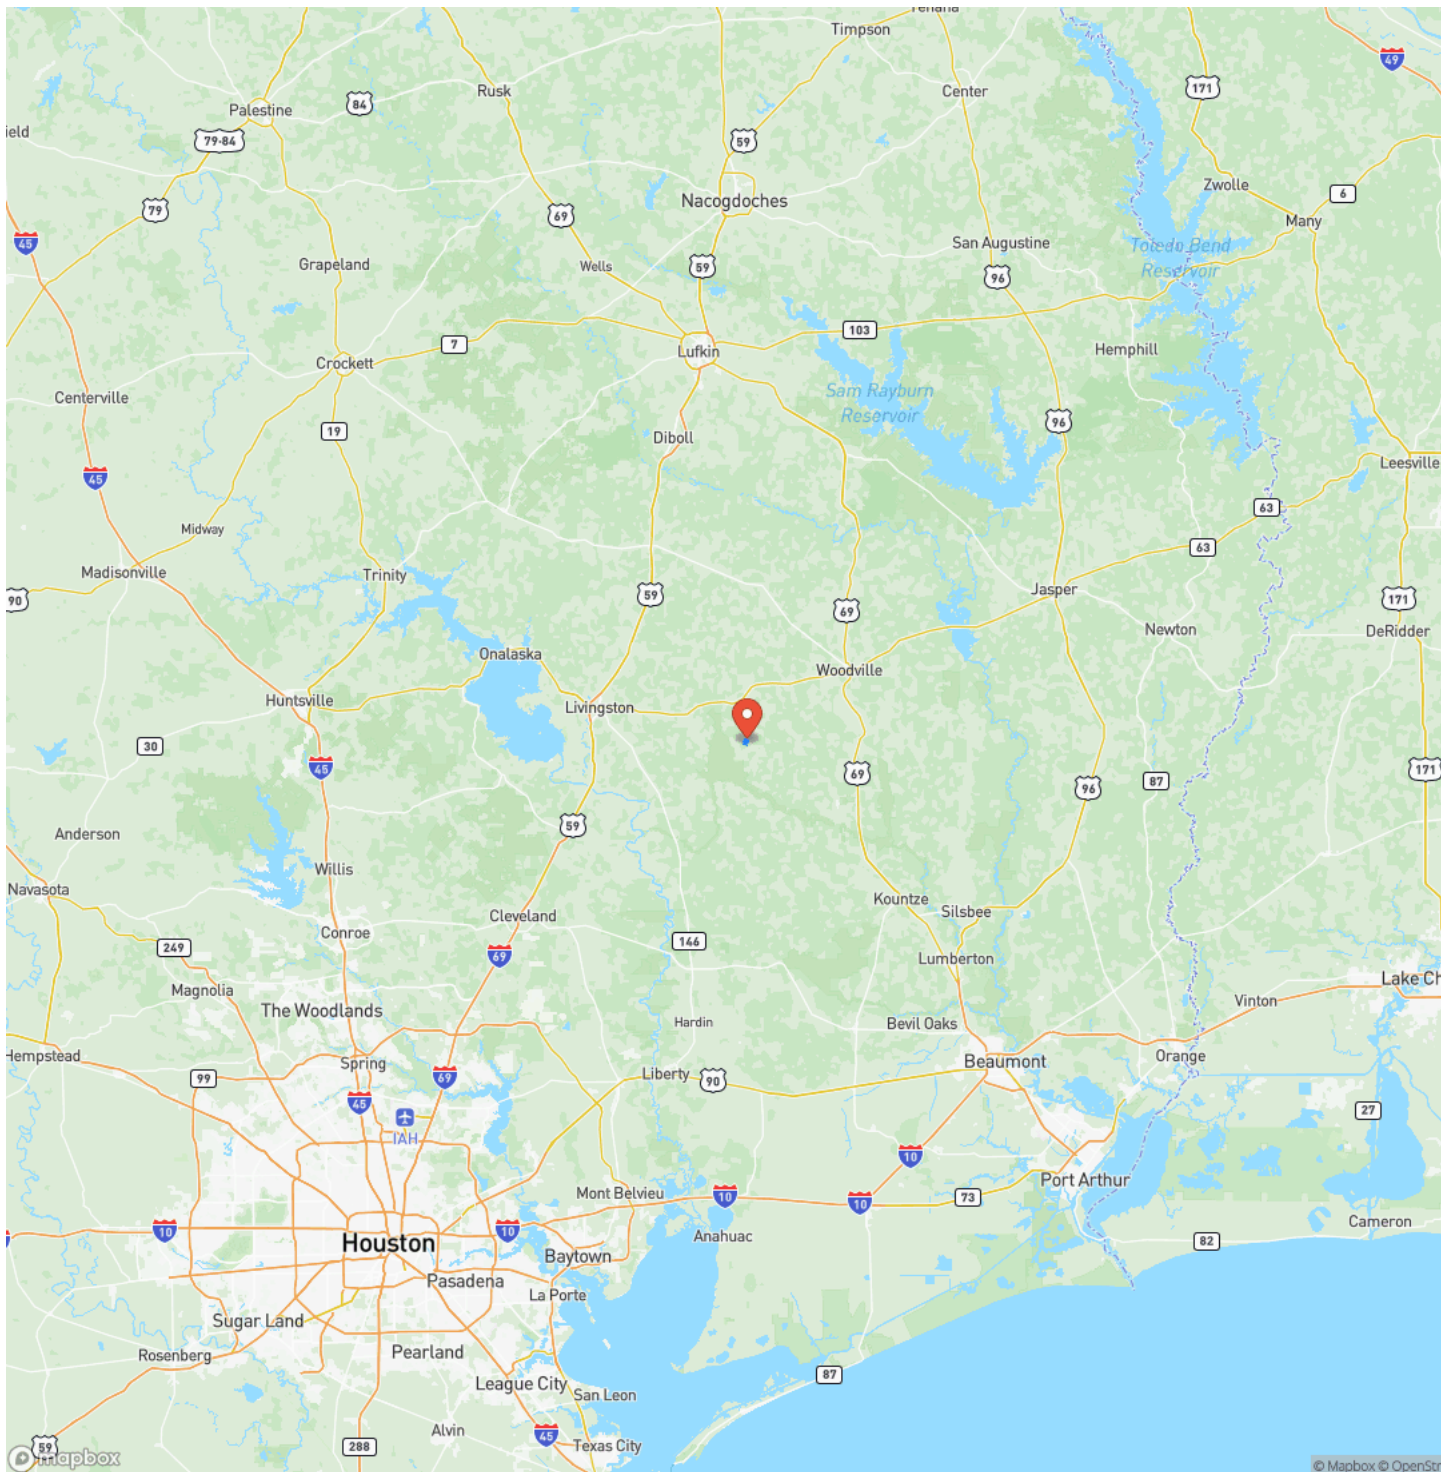 Tenaha
Timpson
49
Rusk
Center
171
84
Palestine
ield
79-84
59
Zwolle
6
Nacogdoches
79
69
Many
45
San Augustine
Toledo Bend
Reservoir
Grapeland
Wells
59
96
103
7
Hemphill
Lufkin
Crockett
Sam Rayburn
Reservoir
Centerville
96
19
Diboll
Leesville
45
63
Midway
63
Madisonville
Trinity
Jasper
59
90
69
171
Newton
DeRidder
Onalaska
Woodville
Huntsville
Livingston
30
45
69
171
87
96
59
Anderson
Willis
Navasota
Kountze
Silsbee
Cleveland
Conroe
146
249
69
Lumberton
Lake Ch
Magnolia
Vinton
The Woodlands
Hardin
Bevil Oaks
Hempstead
Orange
Spring
Beaumont
99
69
Liberty
90
45
27
IAH
10
Port Arthur
Mont Belvieu
10
73
10
Cameron
10
10
Anahuac
82
Houston
Baytown
Pasadena
La Porte
Sugar Land
Pearland
Rosenberg
87
League City
San Leon
Alvin
45
59
288
Texas City
mapbox
© Mapbox © OpenStr